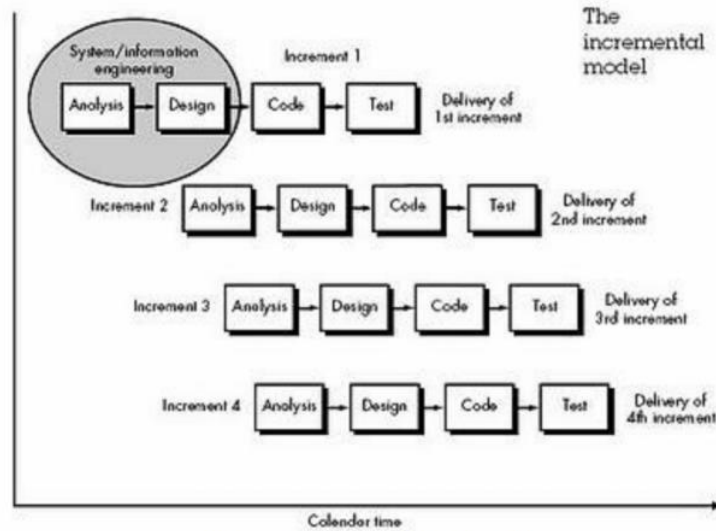 The
incremental
model
System/information
engineering
Increment 1
Analysis
Design
Code
Test
Delivery of
1st increment
Increment 2
Analysis
Design
Code
Test
Delivery of
2nd increment
Increment 3
Analysis
Design
Code
Test
Delivery of
3rd increment
Increment 4
Analysis
Design
Code
Test
Delivery of
4th increment
Calendar time